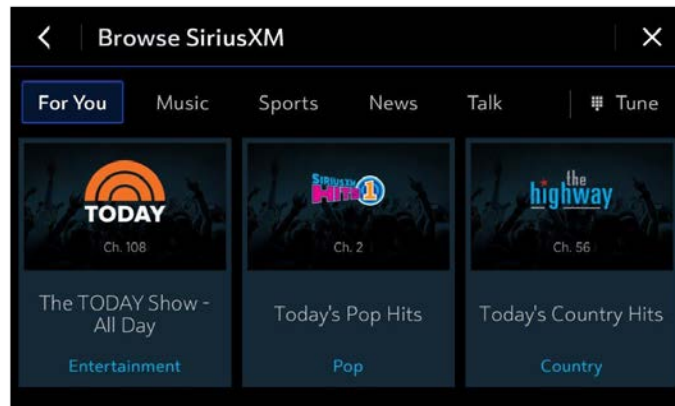 Browse SiriusXM
For You Music Sports News Talk Tune
TODAY
Ch. 108
The TODAY Show -
All Day
Entertainment
SIRIUSXM
HITS 1
Ch. 2
Today's Pop Hits
Pop
the
highway
Ch. 56
Today's Country Hits
Country